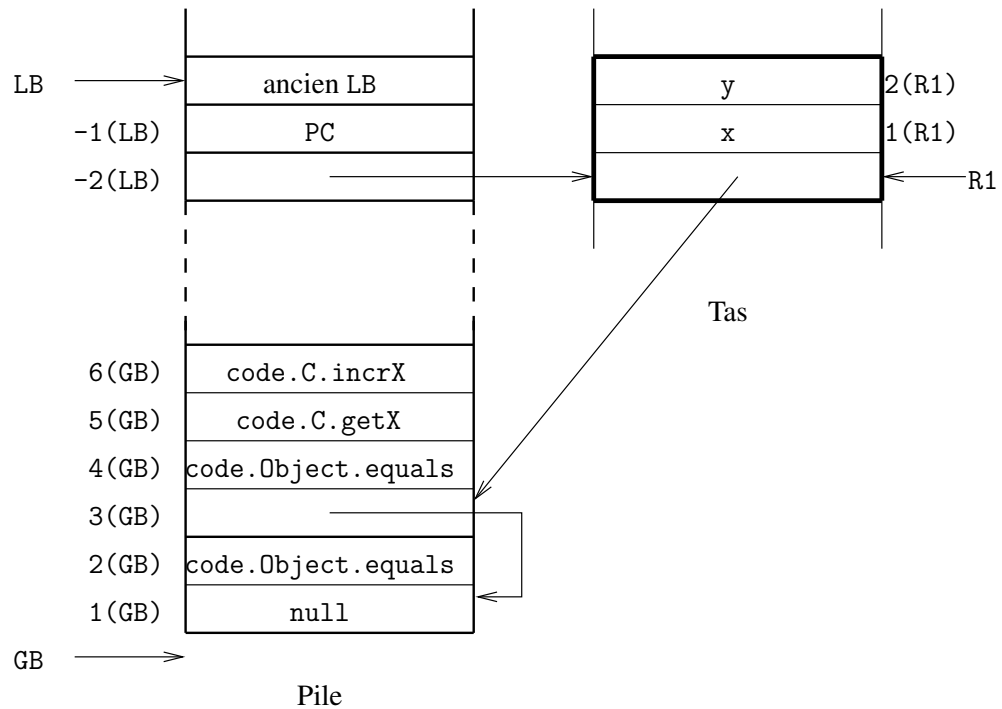 LB ancien LB y 2(R1)
-1(LB) PC x 1(R1)
-2(LB) R1
Tas
6(GB) code.C.incrX
5(GB) code.C.getX
4(GB) code.Object.equals
3(GB)
2(GB) code.Object.equals
1(GB) null
GB
Pile